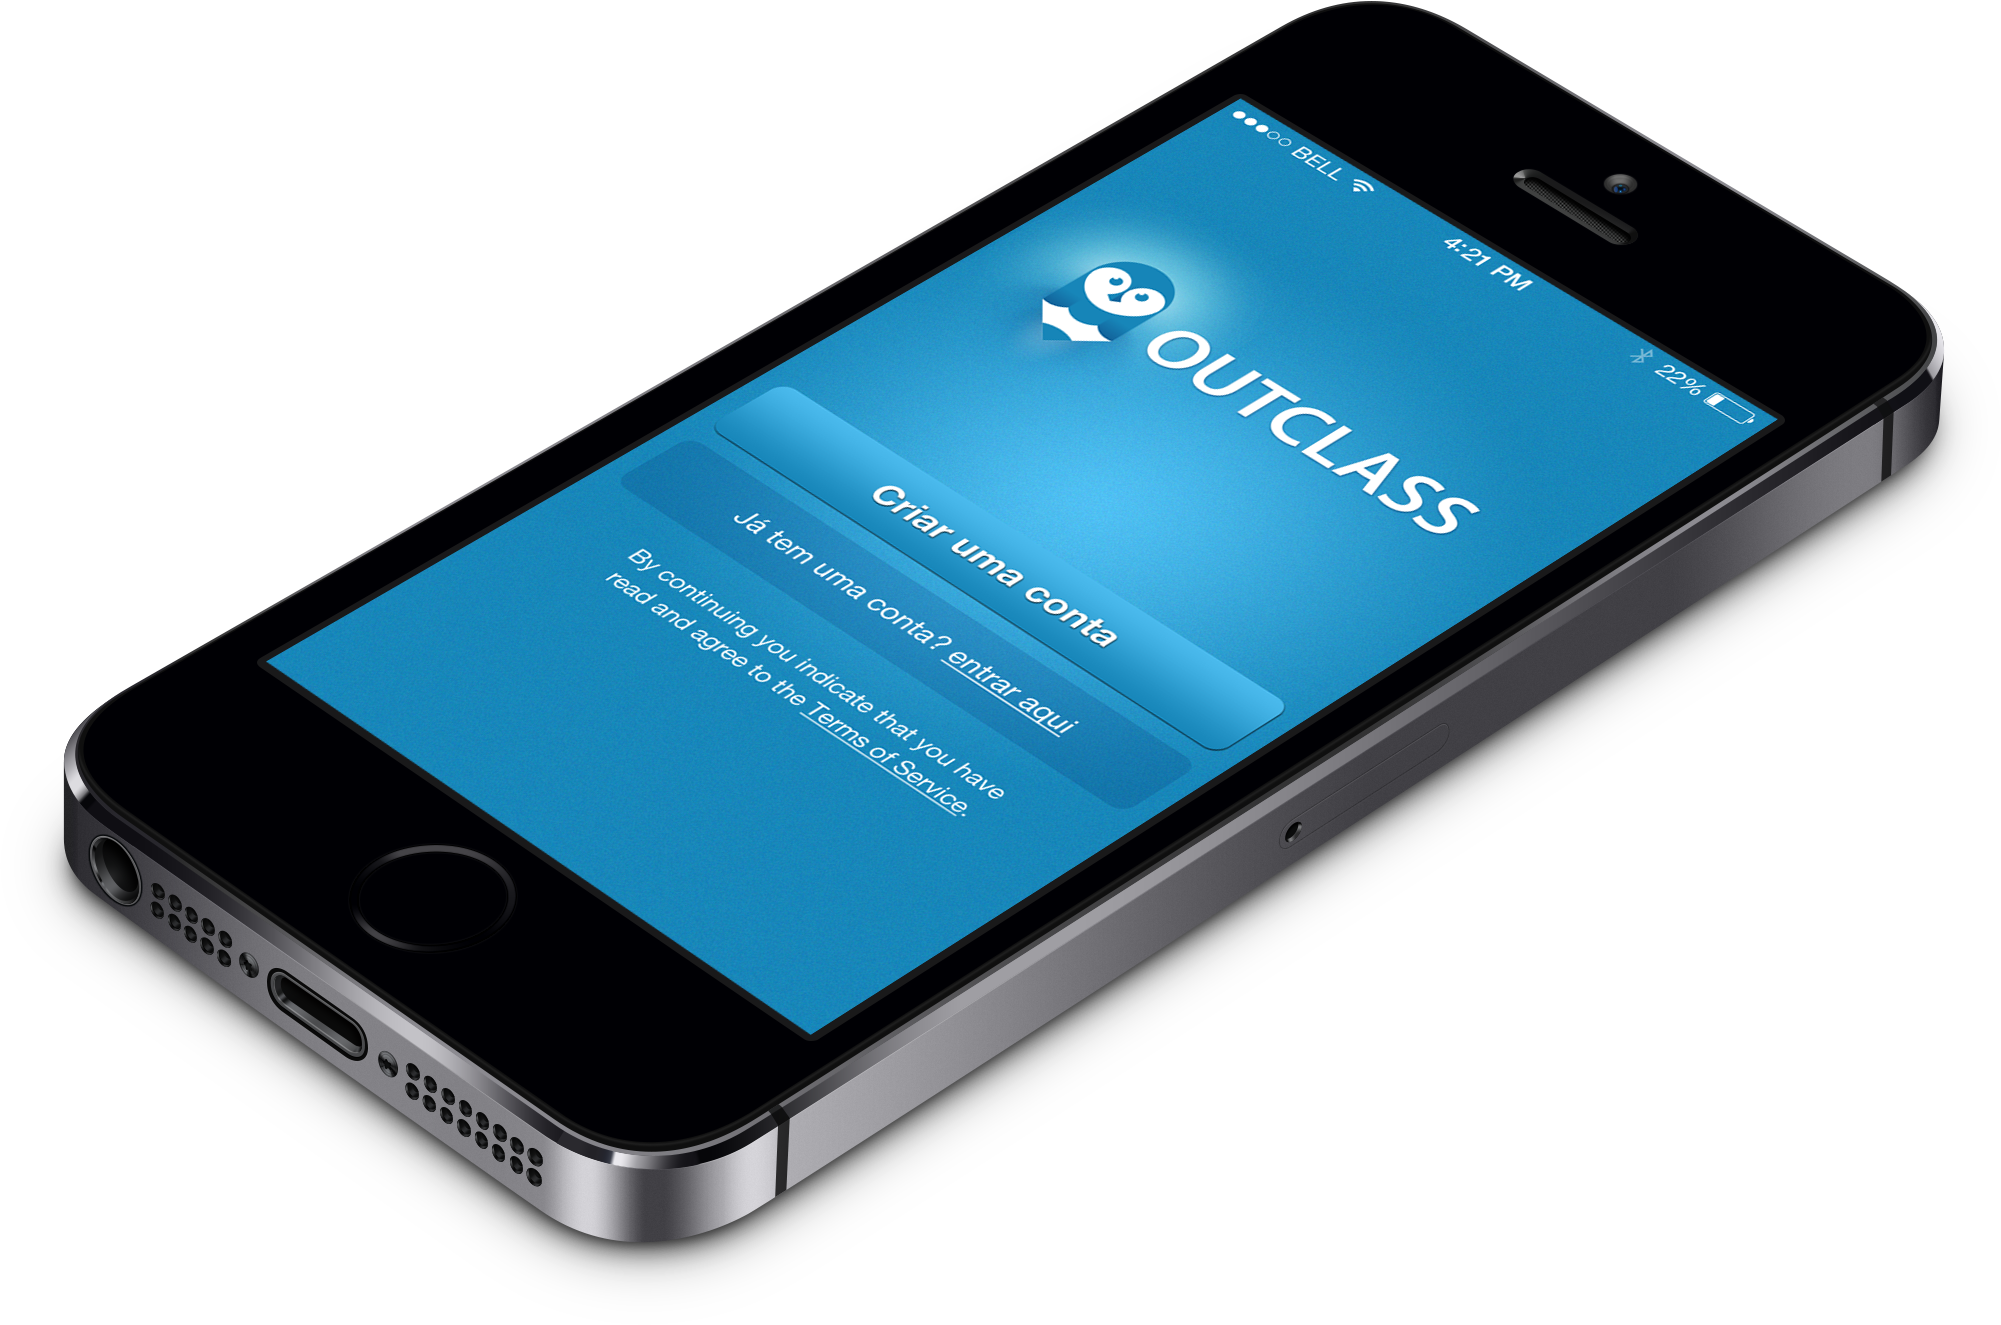 BELL 4:21 PM 22%
OUTCLASS
Criar uma conta
Já tem uma conta? entrar aqui
By continuing you indicate that you have
read and agree to the Terms of Service.